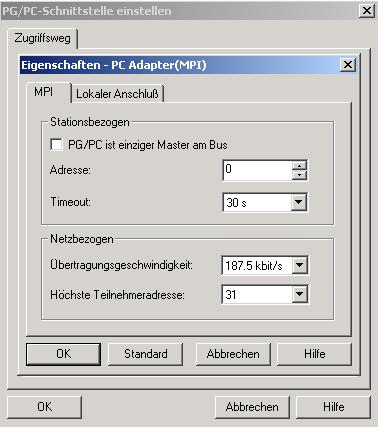 PG/PC-Schnittstelle einstellen
Zugriffsweg
Eigenschaften - PC Adapter(MPI)
MPI Lokaler Anschluß
Stationsbezogen
PG/PC ist einziger Master am Bus
Adresse: 0
Timeout: 30 s
Netzbezogen
Übertragungsgeschwindigkeit: 187.5 kbit/s
Höchste Teilnehmeradresse: 31
OK Standard Abbrechen Hilfe
OK Abbrechen Hilfe